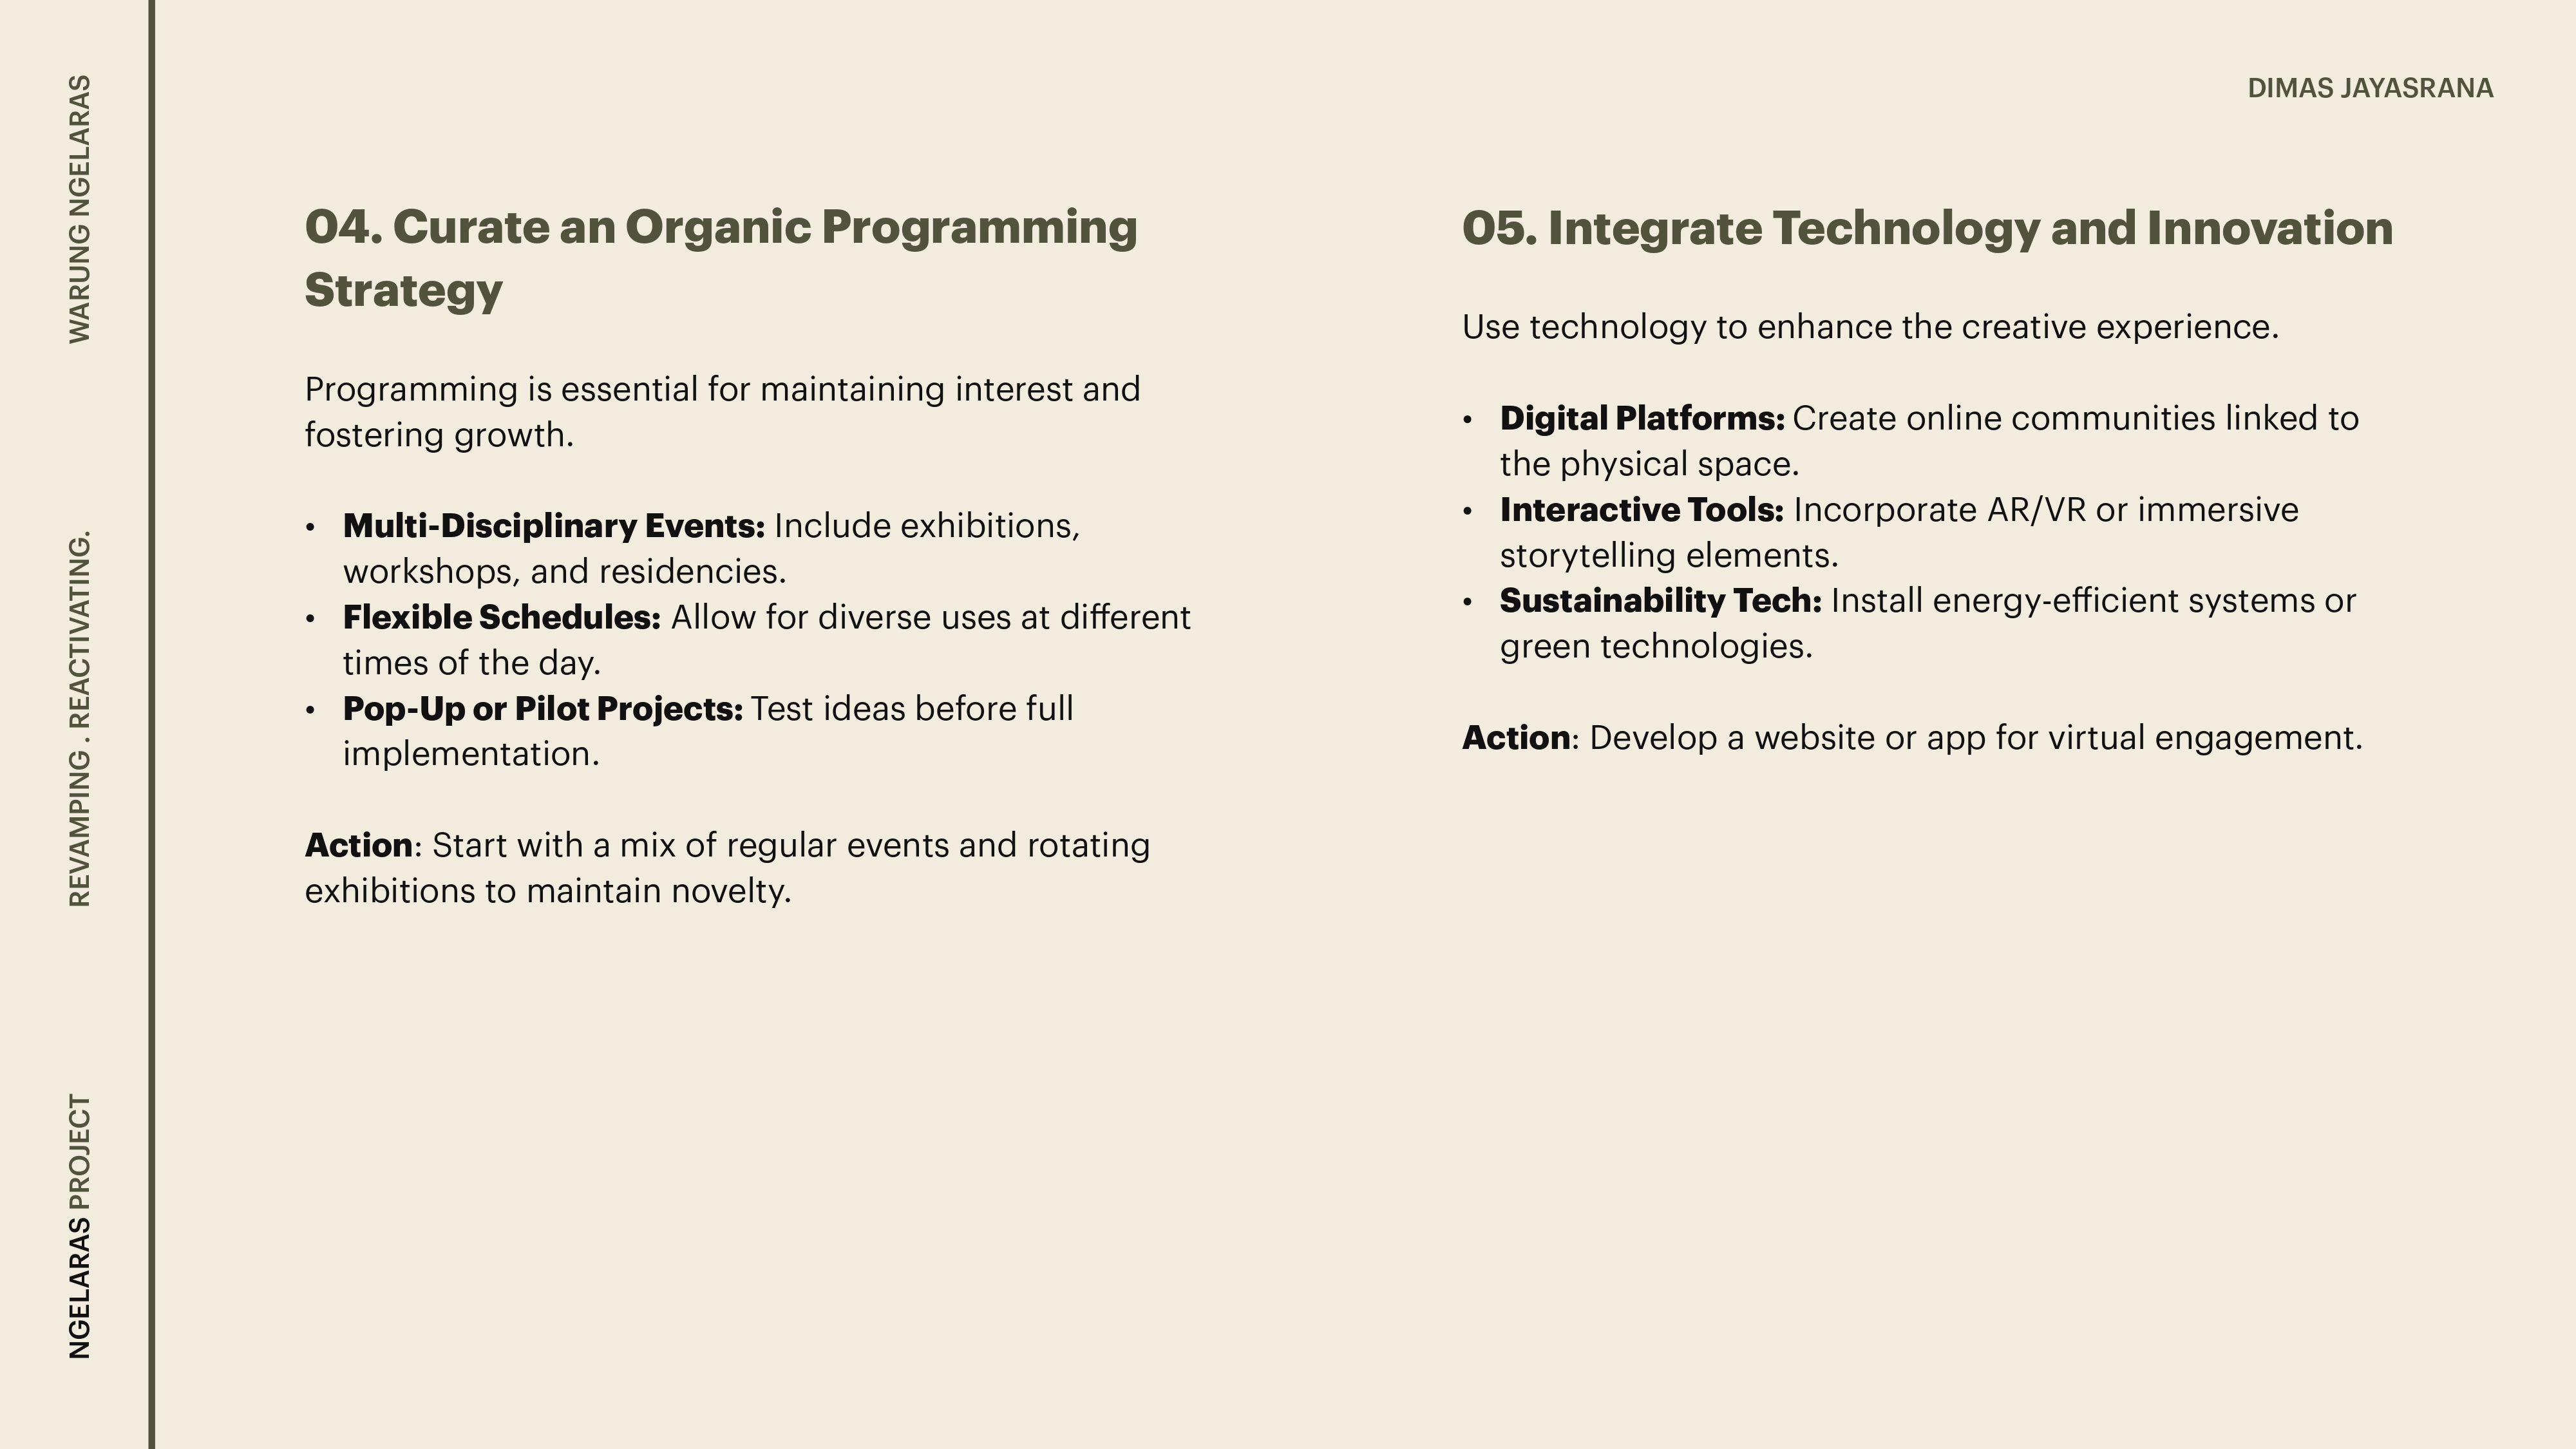 WARUNG NGELARAS
REVAMPING . REACTIVATING.
NGELARAS PROJECT
DIMAS JAYASRANA
04. Curate an Organic Programming
Strategy
Programming is essential for maintaining interest and
fostering growth.
• Multi-Disciplinary Events: Include exhibitions,
workshops, and residencies.
• Flexible Schedules: Allow for diverse uses at different
times of the day.
• Pop-Up or Pilot Projects: Test ideas before full
implementation.
Action: Start with a mix of regular events and rotating
exhibitions to maintain novelty.
05. Integrate Technology and Innovation
Use technology to enhance the creative experience.
• Digital Platforms: Create online communities linked to
the physical space.
• Interactive Tools: Incorporate AR/VR or immersive
storytelling elements.
• Sustainability Tech: Install energy-efficient systems or
green technologies.
Action: Develop a website or app for virtual engagement.